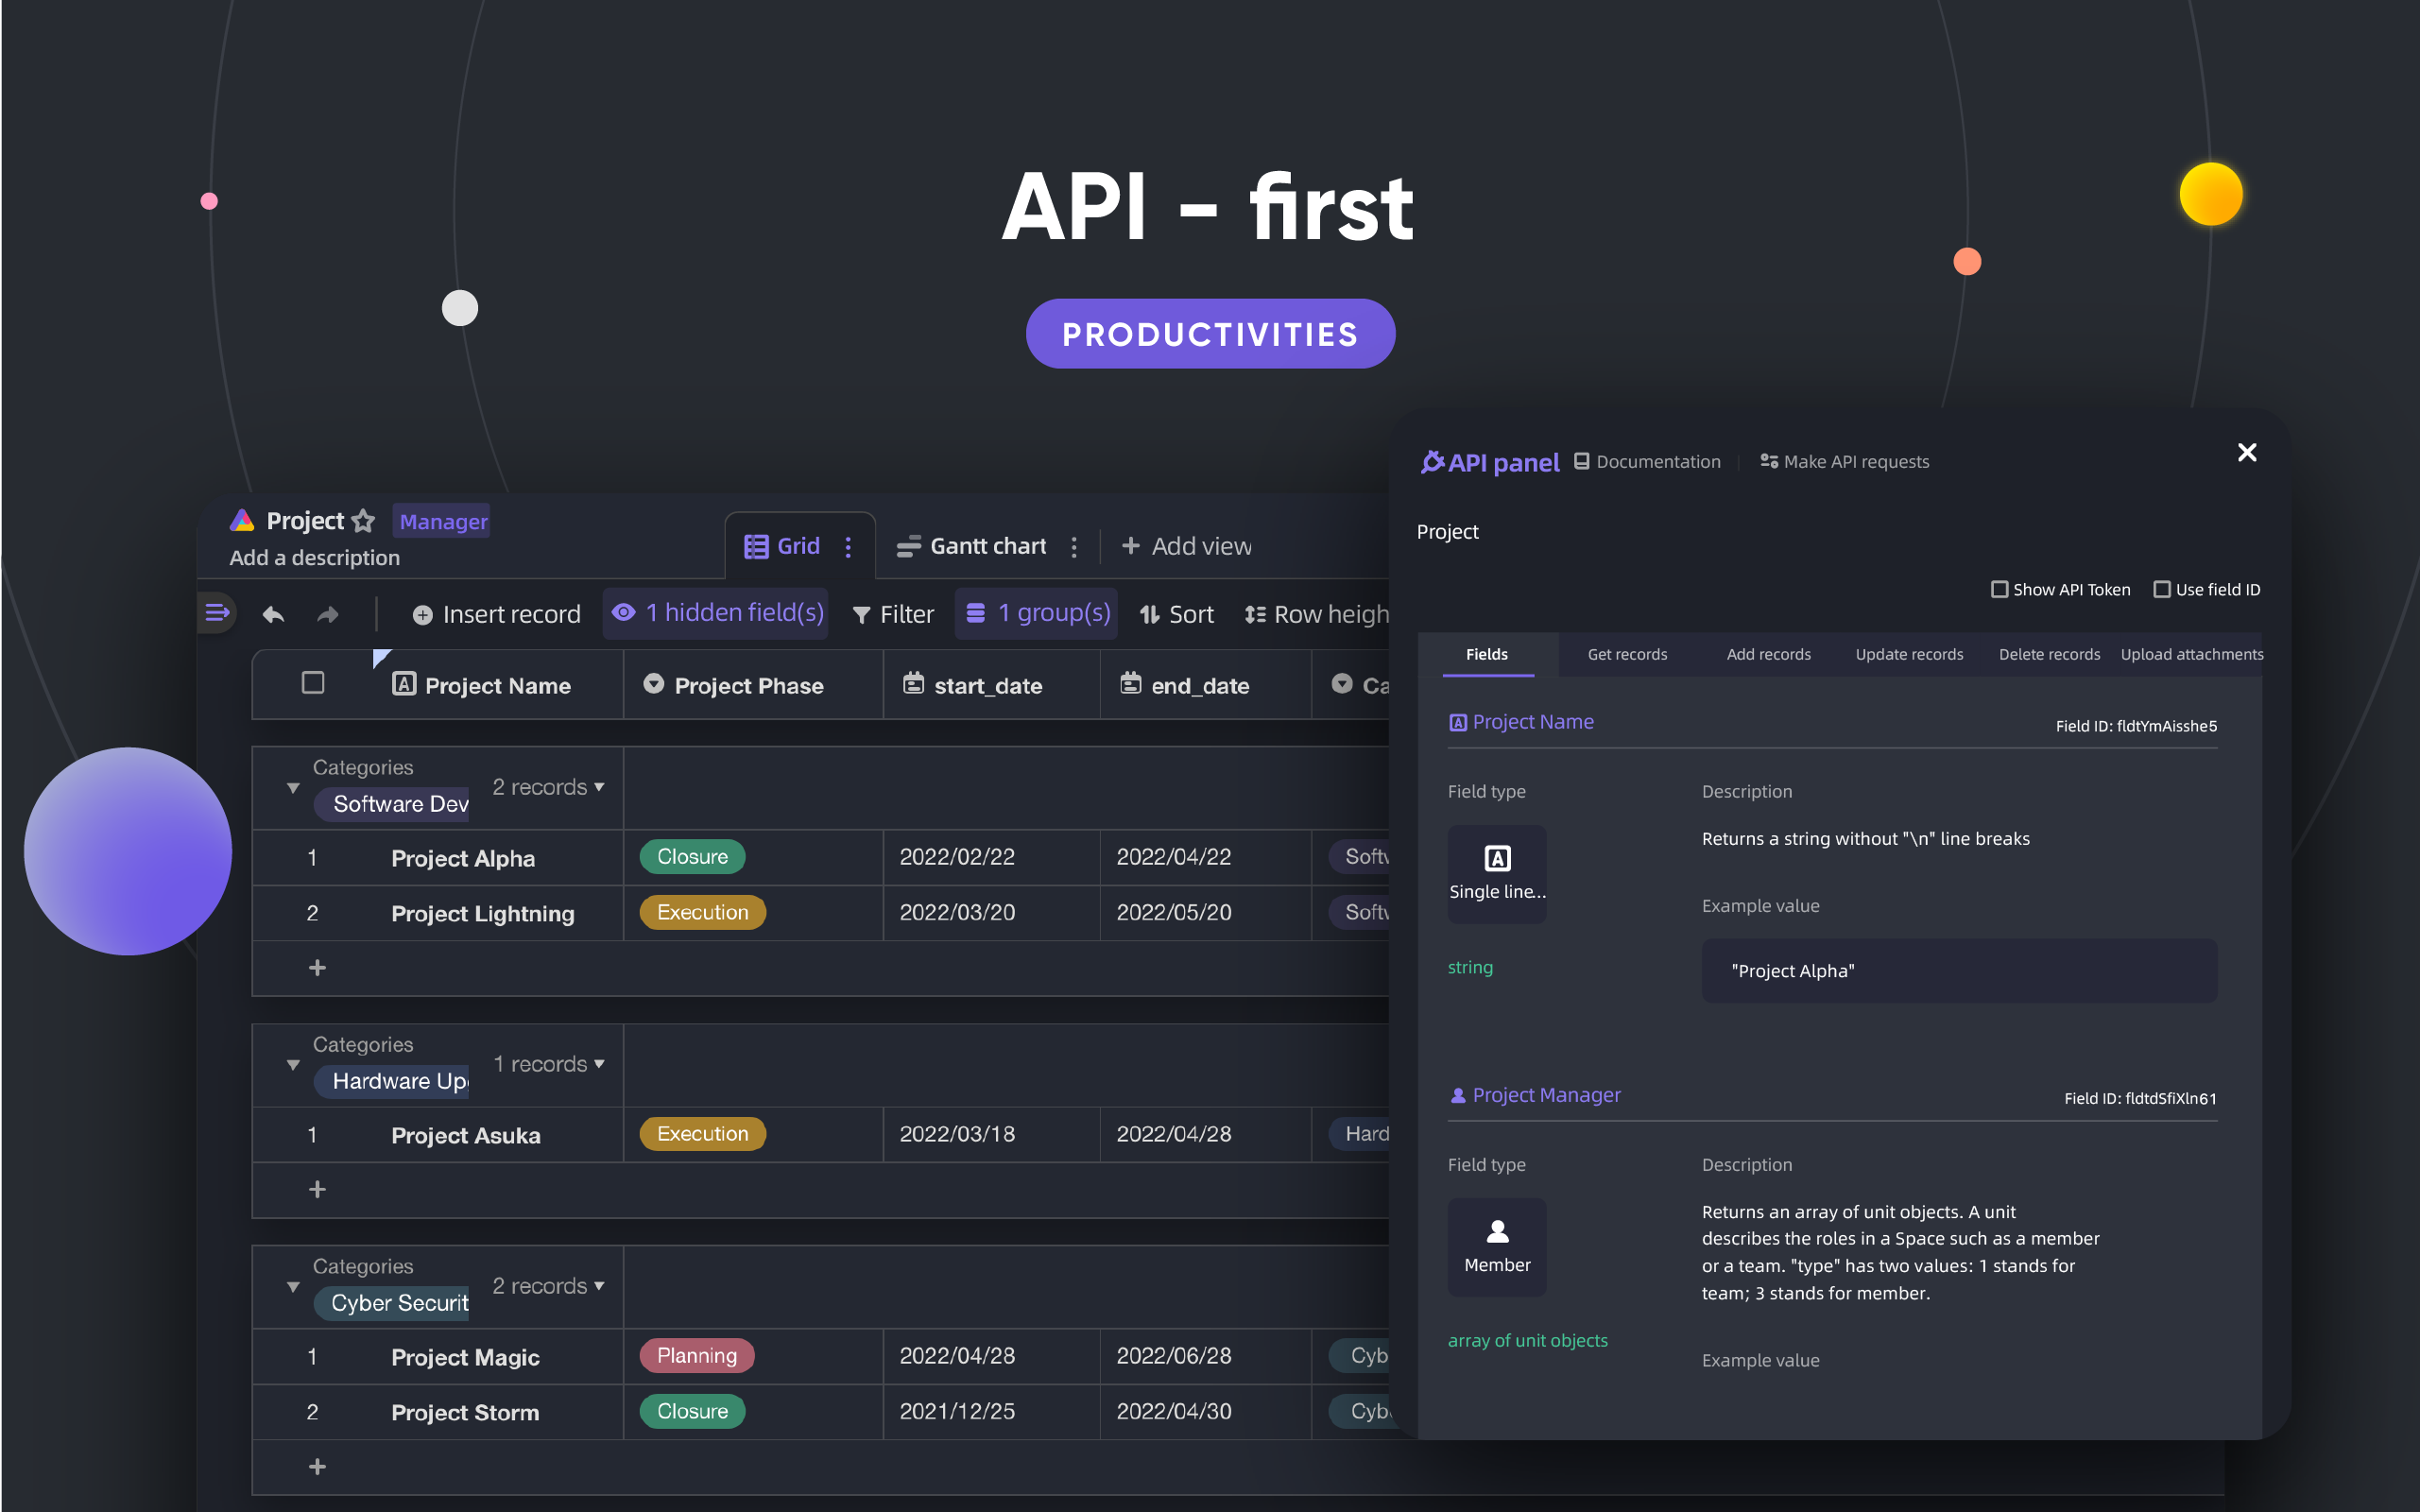 API - first
PRODUCTIVITIES
Project Manager
Add a description
Grid Gantt chart Add view
Insert record 1 hidden field(s) Filter 1 group(s) Sort Row heigh
Project Name Project Phase start_date end_date Ca
Categories
Software Dev 2 records
1 Project Alpha Closure 2022/02/22 2022/04/22 Softw
2 Project Lightning Execution 2022/03/20 2022/05/20 Softw
Categories
Hardware Up 1 records
1 Project Asuka Execution 2022/03/18 2022/04/28 Hard
Categories
Cyber Securit 2 records
1 Project Magic Planning 2022/04/28 2022/06/28 Cyb
2 Project Storm Closure 2021/12/25 2022/04/30 Cyb
API panel Documentation Make API requests
Project
Show API Token Use field ID
Fields Get records Add records Update records Delete records Upload attachments
Project Name Field ID: fldtYmAisshe5
Field type Description
Returns a string without "\n" line breaks
Single line...
Example value
string "Project Alpha"
Project Manager Field ID: fldtdSfiXln61
Field type Description
Returns an array of unit objects. A unit
describes the roles in a Space such as a member
or a team. "type" has two values: 1 stands for
team; 3 stands for member.
Member
array of unit objects
Example value